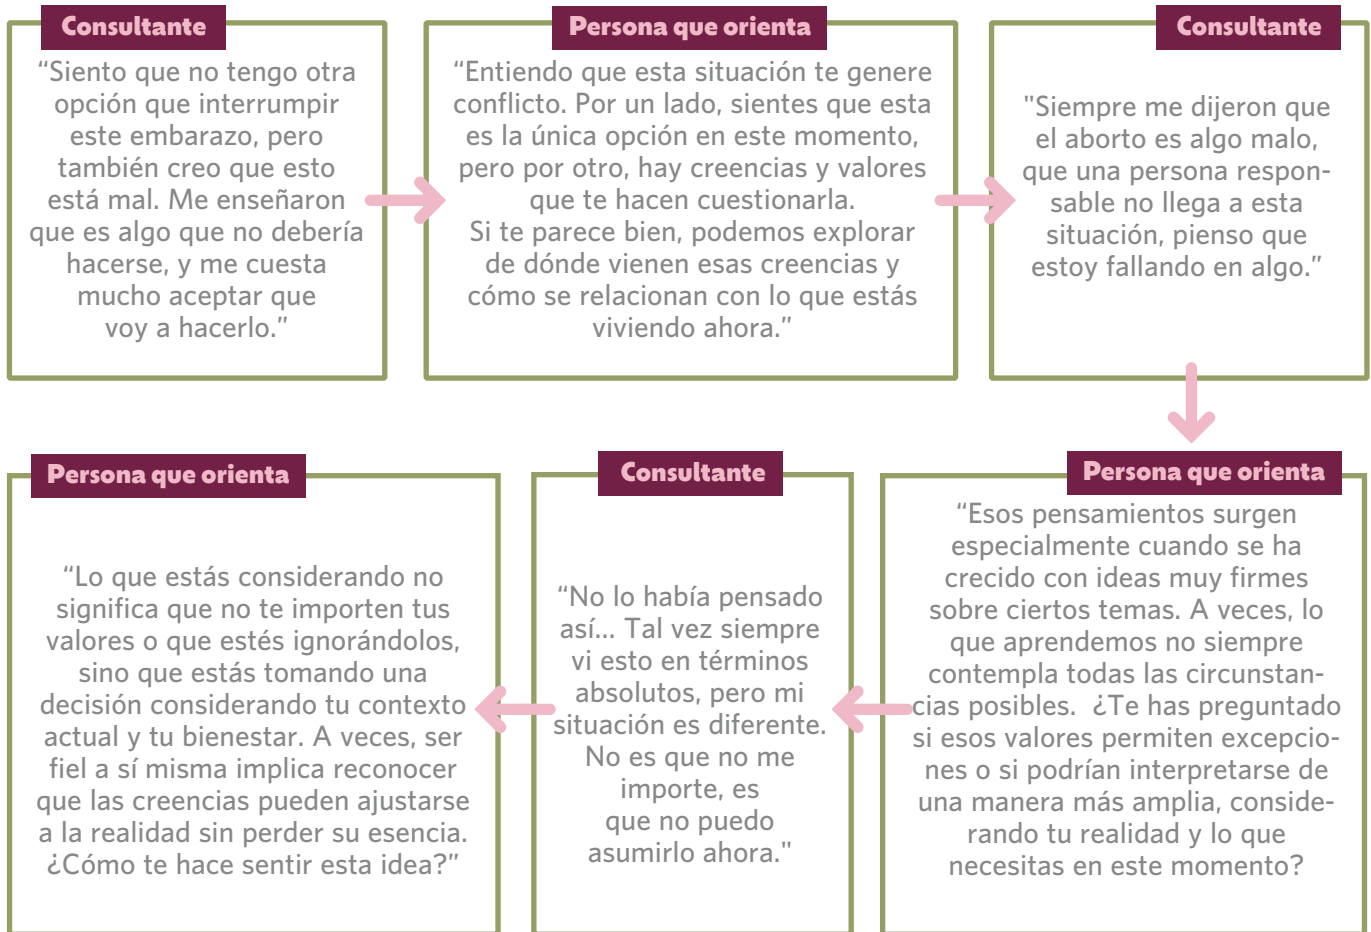 Consultante
“Siento que no tengo otra
opción que interrumpir
este embarazo, pero
también creo que esto
está mal. Me enseñaron
que es algo que no debería
hacerse, y me cuesta
mucho aceptar que
voy a hacerlo.”
Persona que orienta
“Entiendo que esta situación te genere
conflicto. Por un lado, sientes que esta
es la única opción en este momento,
pero por otro, hay creencias y valores
que te hacen cuestionarla.
Si te parece bien, podemos explorar
de dónde vienen esas creencias y
cómo se relacionan con lo que estás
viviendo ahora.”
Consultante
"Siempre me dijeron que
el aborto es algo malo,
que una persona respon-
sable no llega a esta
situación, pienso que
estoy fallando en algo.”
Persona que orienta
“Esos pensamientos surgen
especialmente cuando se ha
crecido con ideas muy firmes
sobre ciertos temas. A veces, lo
que aprendemos no siempre
contempla todas las circunstan-
cias posibles.  ¿Te has preguntado
si esos valores permiten excepcio-
nes o si podrían interpretarse de
una manera más amplia, conside-
rando tu realidad y lo que
necesitas en este momento?
Consultante
“No lo había pensado
así... Tal vez siempre
vi esto en términos
absolutos, pero mi
situación es diferente.
No es que no me
importe, es
que no puedo
asumirlo ahora."
Persona que orienta
“Lo que estás considerando no
significa que no te importen tus
valores o que estés ignorándolos,
sino que estás tomando una
decisión considerando tu contexto
actual y tu bienestar. A veces, ser
fiel a sí misma implica reconocer
que las creencias pueden ajustarse
a la realidad sin perder su esencia.
¿Cómo te hace sentir esta idea?”